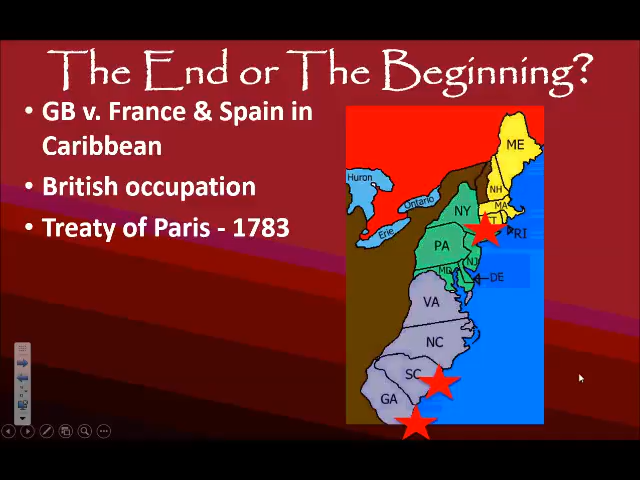 The End or The Beginning?
• GB v. France & Spain in
Caribbean
• British occupation
• Treaty of Paris - 1783
ME
Huron
NH
Ontario
MA
NY
CT
RI
Erie
PA
NJ
MD
DE
VA
NC
SC
GA